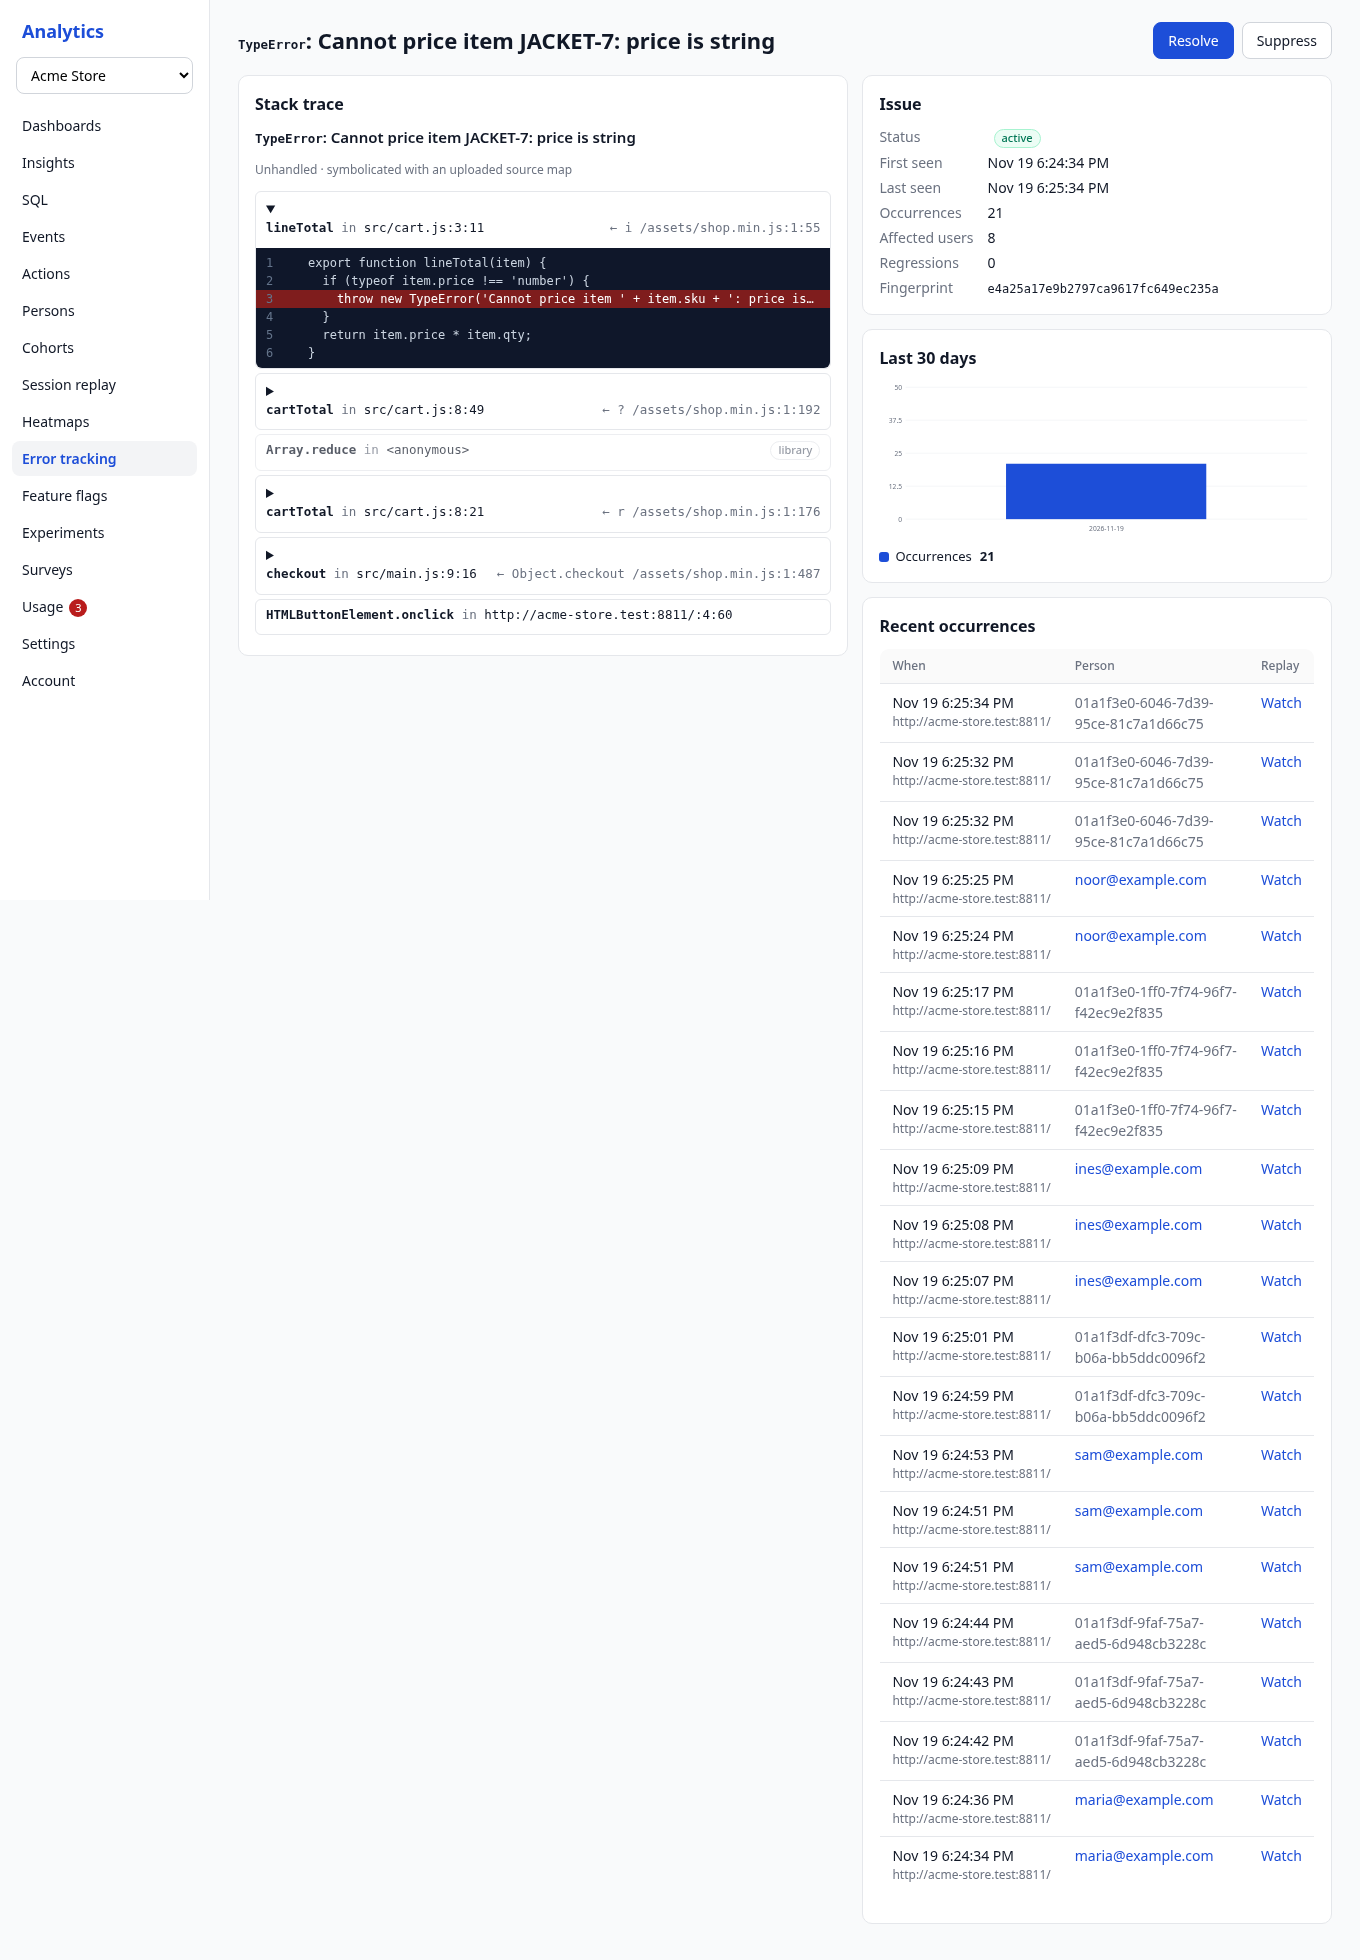 Analytics
Acme Store
Dashboards
Insights
SQL
Events
Actions
Persons
Cohorts
Session replay
Heatmaps
Error tracking
Feature flags
Experiments
Surveys
Usage 3
Settings
Account
TypeError: Cannot price item JACKET-7: price is string
Resolve
Suppress
Stack trace
TypeError: Cannot price item JACKET-7: price is string
Unhandled · symbolicated with an uploaded source map
▼
lineTotal in src/cart.js:3:11 ← i /assets/shop.min.js:1:55
1 export function lineTotal(item) {
2 if (typeof item.price !== 'number') {
3 throw new TypeError('Cannot price item ' + item.sku + ': price is…
4 }
5 return item.price * item.qty;
6 }
▶
cartTotal in src/cart.js:8:49 ← ? /assets/shop.min.js:1:192
Array.reduce in <anonymous> library
▶
cartTotal in src/cart.js:8:21 ← r /assets/shop.min.js:1:176
▶
checkout in src/main.js:9:16 ← Object.checkout /assets/shop.min.js:1:487
HTMLButtonElement.onclick in http://acme-store.test:8811/:4:60
Issue
Status active
First seen Nov 19 6:24:34 PM
Last seen Nov 19 6:25:34 PM
Occurrences 21
Affected users 8
Regressions 0
Fingerprint e4a25a17e9b2797ca9617fc649ec235a
Last 30 days
50
37.5
25
12.5
0
2026-11-19
Occurrences 21
Recent occurrences
When Person Replay
Nov 19 6:25:34 PM 01a1f3e0-6046-7d39- Watch
http://acme-store.test:8811/ 95ce-81c7a1d66c75
Nov 19 6:25:32 PM 01a1f3e0-6046-7d39- Watch
http://acme-store.test:8811/ 95ce-81c7a1d66c75
Nov 19 6:25:32 PM 01a1f3e0-6046-7d39- Watch
http://acme-store.test:8811/ 95ce-81c7a1d66c75
Nov 19 6:25:25 PM noor@example.com Watch
http://acme-store.test:8811/
Nov 19 6:25:24 PM noor@example.com Watch
http://acme-store.test:8811/
Nov 19 6:25:17 PM 01a1f3e0-1ff0-7f74-96f7- Watch
http://acme-store.test:8811/ f42ec9e2f835
Nov 19 6:25:16 PM 01a1f3e0-1ff0-7f74-96f7- Watch
http://acme-store.test:8811/ f42ec9e2f835
Nov 19 6:25:15 PM 01a1f3e0-1ff0-7f74-96f7- Watch
http://acme-store.test:8811/ f42ec9e2f835
Nov 19 6:25:09 PM ines@example.com Watch
http://acme-store.test:8811/
Nov 19 6:25:08 PM ines@example.com Watch
http://acme-store.test:8811/
Nov 19 6:25:07 PM ines@example.com Watch
http://acme-store.test:8811/
Nov 19 6:25:01 PM 01a1f3df-dfc3-709c- Watch
http://acme-store.test:8811/ b06a-bb5ddc0096f2
Nov 19 6:24:59 PM 01a1f3df-dfc3-709c- Watch
http://acme-store.test:8811/ b06a-bb5ddc0096f2
Nov 19 6:24:53 PM sam@example.com Watch
http://acme-store.test:8811/
Nov 19 6:24:51 PM sam@example.com Watch
http://acme-store.test:8811/
Nov 19 6:24:51 PM sam@example.com Watch
http://acme-store.test:8811/
Nov 19 6:24:44 PM 01a1f3df-9faf-75a7- Watch
http://acme-store.test:8811/ aed5-6d948cb3228c
Nov 19 6:24:43 PM 01a1f3df-9faf-75a7- Watch
http://acme-store.test:8811/ aed5-6d948cb3228c
Nov 19 6:24:42 PM 01a1f3df-9faf-75a7- Watch
http://acme-store.test:8811/ aed5-6d948cb3228c
Nov 19 6:24:36 PM maria@example.com Watch
http://acme-store.test:8811/
Nov 19 6:24:34 PM maria@example.com Watch
http://acme-store.test:8811/